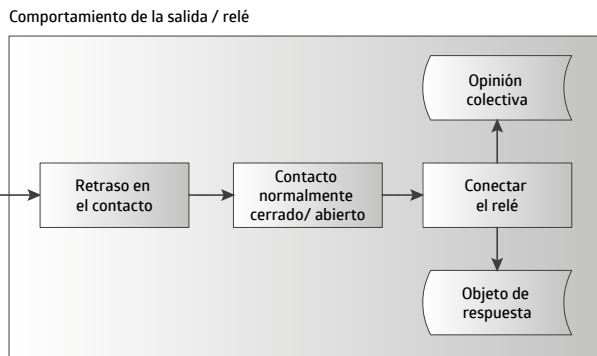 Comportamiento de la salida / relé
Opinión
colectiva
Retraso en
el contacto
Contacto
normalmente
cerrado/ abierto
Conectar
el relé
Objeto de
respuesta